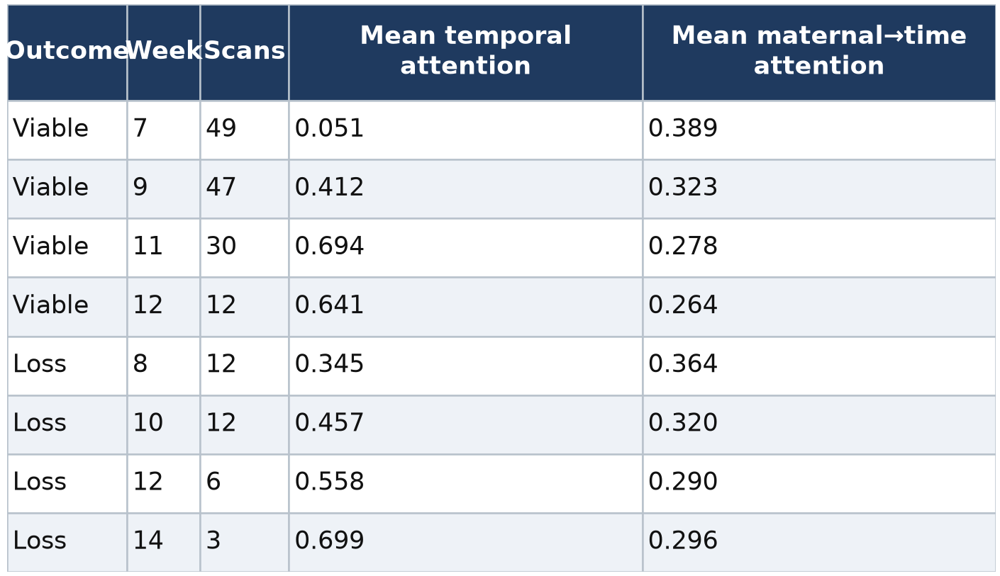 Outcome Week Scans Mean temporal attention Mean maternal→time attention
Viable 7 49 0.051 0.389
Viable 9 47 0.412 0.323
Viable 11 30 0.694 0.278
Viable 12 12 0.641 0.264
Loss 8 12 0.345 0.364
Loss 10 12 0.457 0.320
Loss 12 6 0.558 0.290
Loss 14 3 0.699 0.296